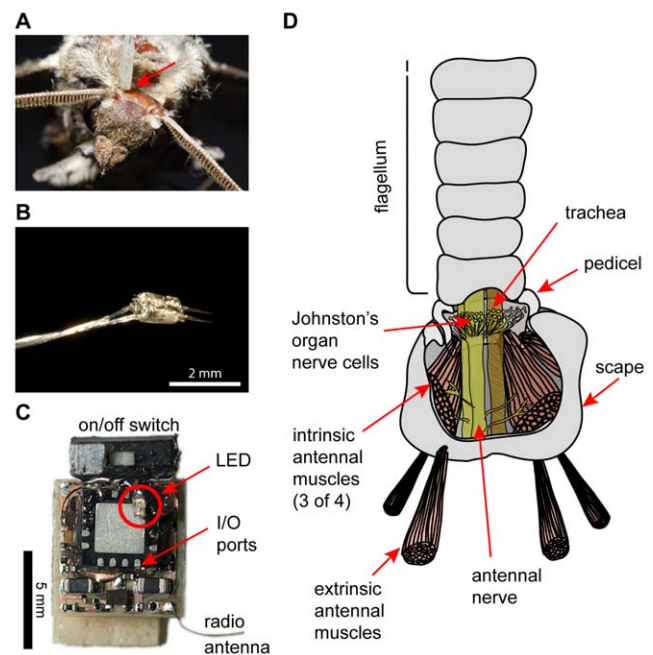 A
B
2 mm
C
on/off switch
LED
I/O
ports
5 mm
radio
antenna
D
flagellum
trachea
pedicel
Johnston's
organ
nerve cells
scape
intrinsic
antennal
muscles
(3 of 4)
extrinsic
antennal
muscles
antennal
nerve